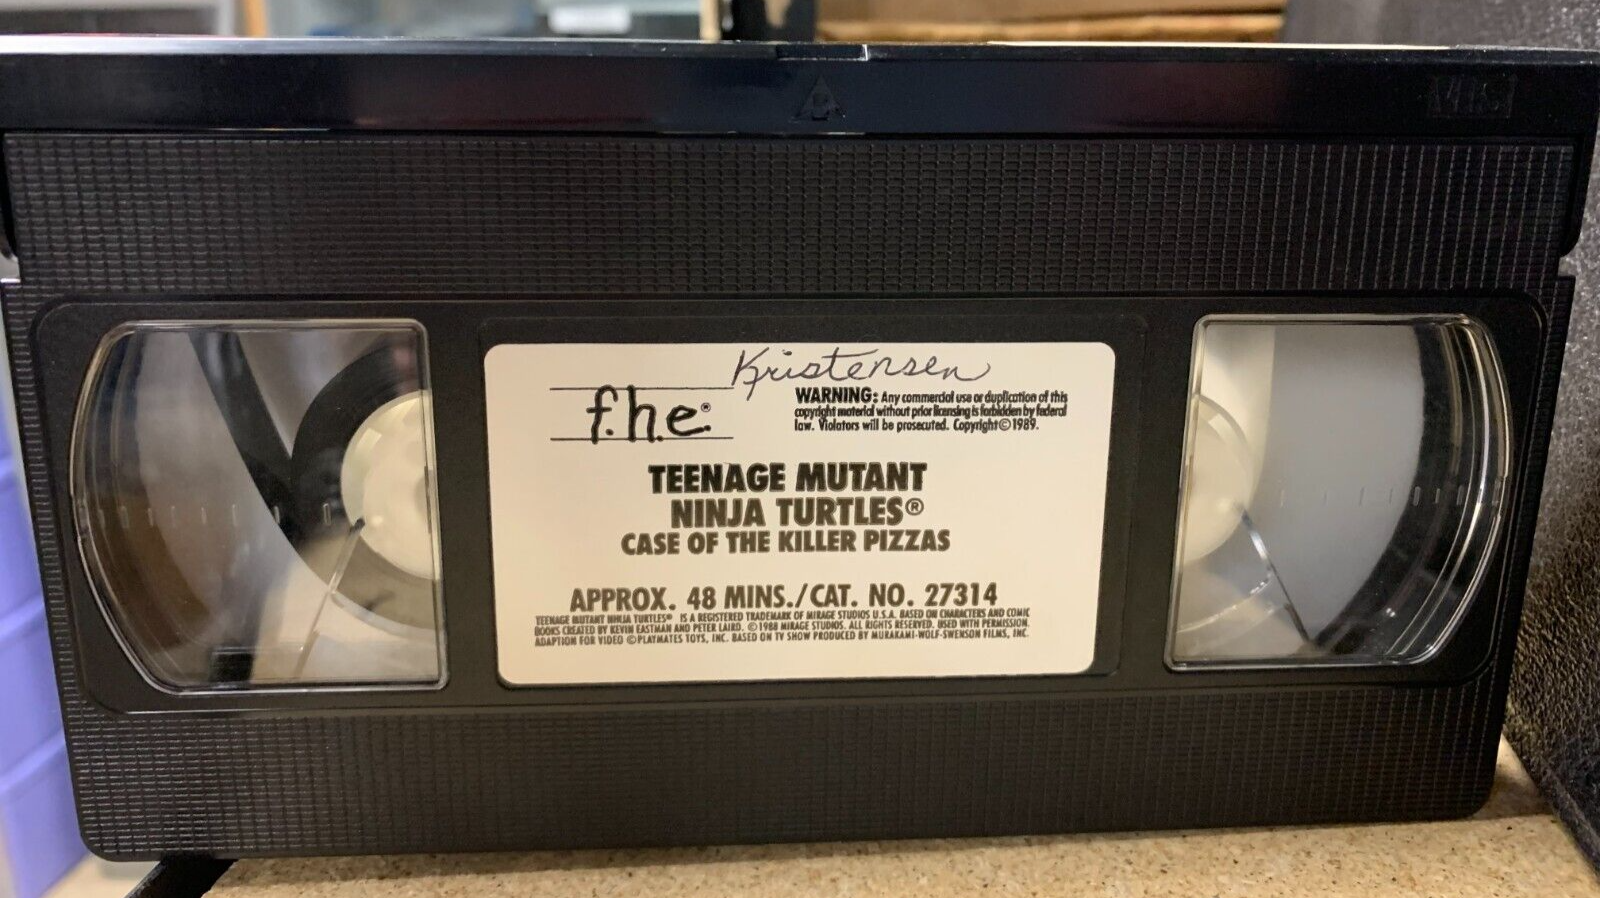 VHS
Kristensen
f.h.e.®
WARNING: Any commercial use or duplication of this
copyright material without prior licensing is forbidden by federal
law. Violators will be prosecuted. Copyright©1989.
TEENAGE MUTANT
NINJA TURTLES®
CASE OF THE KILLER PIZZAS
APPROX. 48 MINS./CAT. NO. 27314
TEENAGE MUTANT NINJA TURTLES® IS A REGISTERED TRADEMARK OF MIRAGE STUDIOS U.S.A. BASED ON CHARACTERS AND COMIC
BOOKS CREATED BY KEVIN EASTMAN AND PETER LAIRD. ©1988 MIRAGE STUDIOS. ALL RIGHTS RESERVED. USED WITH PERMISSION.
ADAPTION FOR VIDEO ©PLAYMATES TOYS, INC. BASED ON TV SHOW PRODUCED BY MURAKAMI-WOLF-SWENSON FILMS, INC.